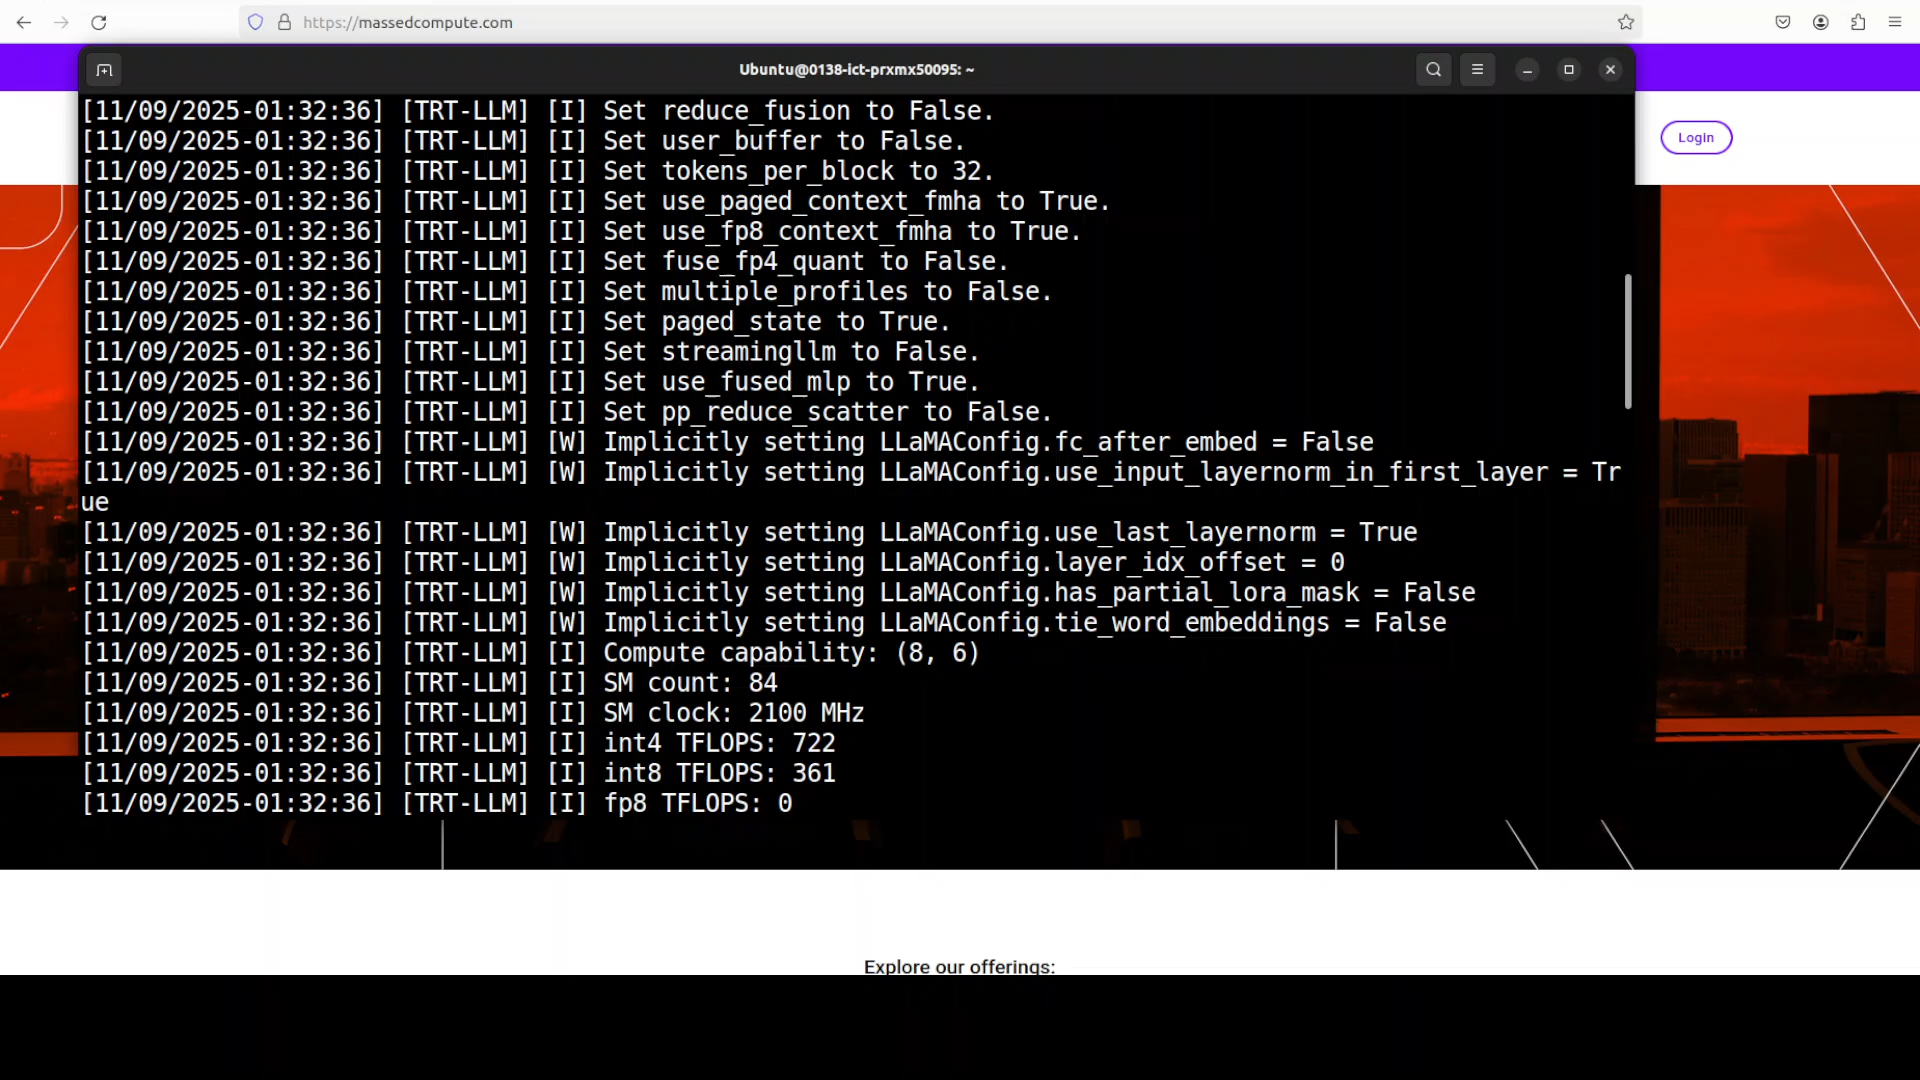 https://massedcompute.com
Ubuntu@0138-ict-prxmx50095: ~
Login
[11/09/2025-01:32:36] [TRT-LLM] [I] Set reduce_fusion to False.
[11/09/2025-01:32:36] [TRT-LLM] [I] Set user_buffer to False.
[11/09/2025-01:32:36] [TRT-LLM] [I] Set tokens_per_block to 32.
[11/09/2025-01:32:36] [TRT-LLM] [I] Set use_paged_context_fmha to True.
[11/09/2025-01:32:36] [TRT-LLM] [I] Set use_fp8_context_fmha to True.
[11/09/2025-01:32:36] [TRT-LLM] [I] Set fuse_fp4_quant to False.
[11/09/2025-01:32:36] [TRT-LLM] [I] Set multiple_profiles to False.
[11/09/2025-01:32:36] [TRT-LLM] [I] Set paged_state to True.
[11/09/2025-01:32:36] [TRT-LLM] [I] Set streamingllm to False.
[11/09/2025-01:32:36] [TRT-LLM] [I] Set use_fused_mlp to True.
[11/09/2025-01:32:36] [TRT-LLM] [I] Set pp_reduce_scatter to False.
[11/09/2025-01:32:36] [TRT-LLM] [W] Implicitly setting LLaMAConfig.fc_after_embed = False
[11/09/2025-01:32:36] [TRT-LLM] [W] Implicitly setting LLaMAConfig.use_input_layernorm_in_first_layer = Tr
ue
[11/09/2025-01:32:36] [TRT-LLM] [W] Implicitly setting LLaMAConfig.use_last_layernorm = True
[11/09/2025-01:32:36] [TRT-LLM] [W] Implicitly setting LLaMAConfig.layer_idx_offset = 0
[11/09/2025-01:32:36] [TRT-LLM] [W] Implicitly setting LLaMAConfig.has_partial_lora_mask = False
[11/09/2025-01:32:36] [TRT-LLM] [W] Implicitly setting LLaMAConfig.tie_word_embeddings = False
[11/09/2025-01:32:36] [TRT-LLM] [I] Compute capability: (8, 6)
[11/09/2025-01:32:36] [TRT-LLM] [I] SM count: 84
[11/09/2025-01:32:36] [TRT-LLM] [I] SM clock: 2100 MHz
[11/09/2025-01:32:36] [TRT-LLM] [I] int4 TFLOPS: 722
[11/09/2025-01:32:36] [TRT-LLM] [I] int8 TFLOPS: 361
[11/09/2025-01:32:36] [TRT-LLM] [I] fp8 TFLOPS: 0
Explore our offerings: